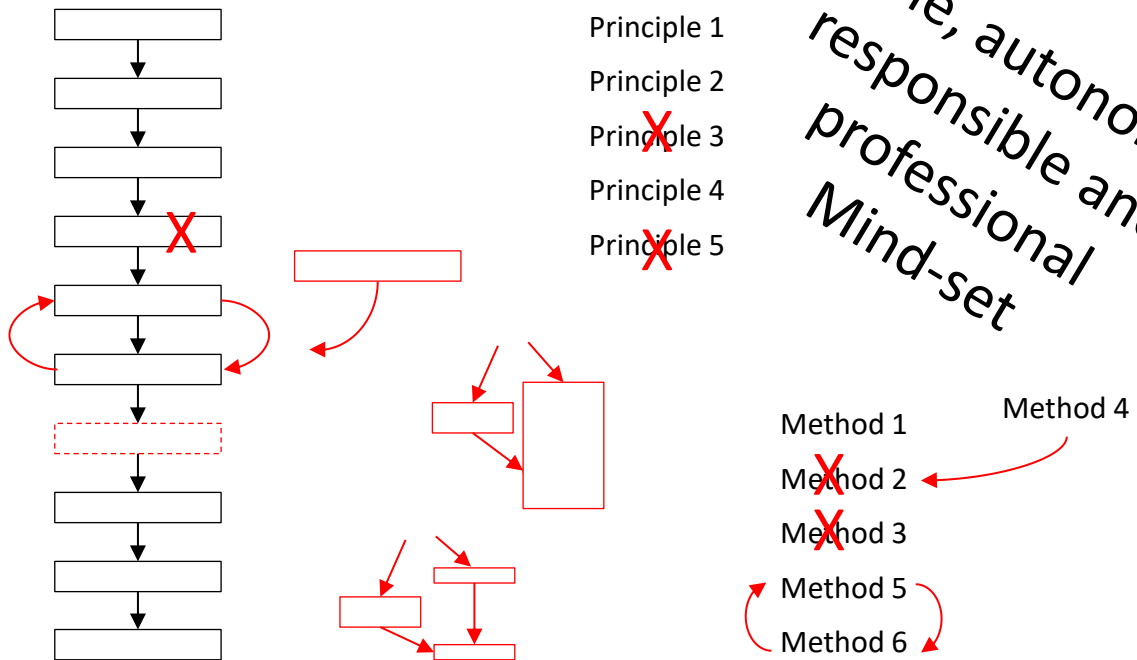 Principle 1
Principle 2
Principle 3
Principle 4
Principle 5
responsible
professional
Mind-set
Method 1
Method 4
Method 2
Method 3
Method 5
Method 6